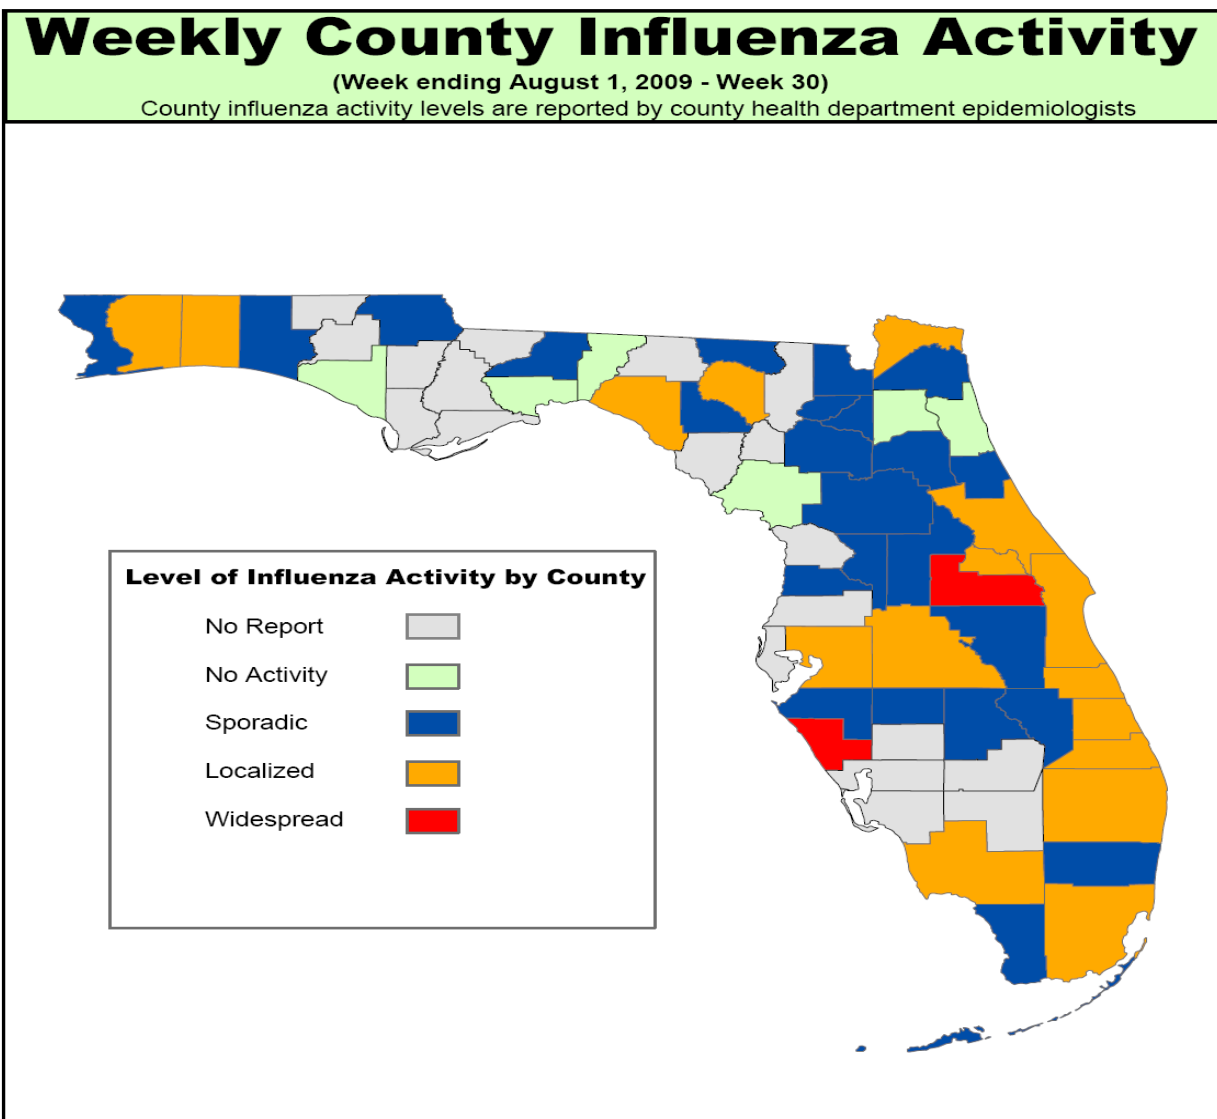 Weekly County Influenza Activity
(Week ending August 1, 2009 - Week 30)
County influenza activity levels are reported by county health department epidemiologists
Level of Influenza Activity by County
No Report
No Activity
Sporadic
Localized
Widespread